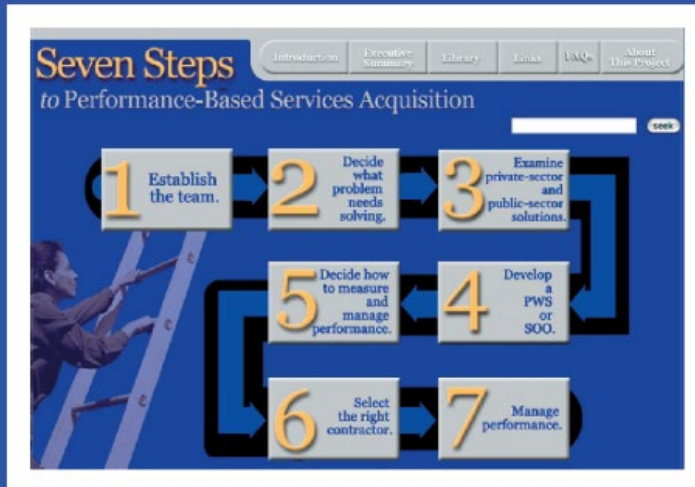 Seven Steps
to Performance-Based Services Acquisition
Introduction
Executive
Summary
Library
Links
FAQs
About
This Project
seek
1
Establish
the team.
2
Decide
what
problem
needs
solving.
3
Examine
private-sector
and
public-sector
solutions.
4
Develop
a
PWS
or
SOO.
5
Decide how
to measure
and
manage
performance.
6
Select
the right
contractor.
7
Manage
performance.